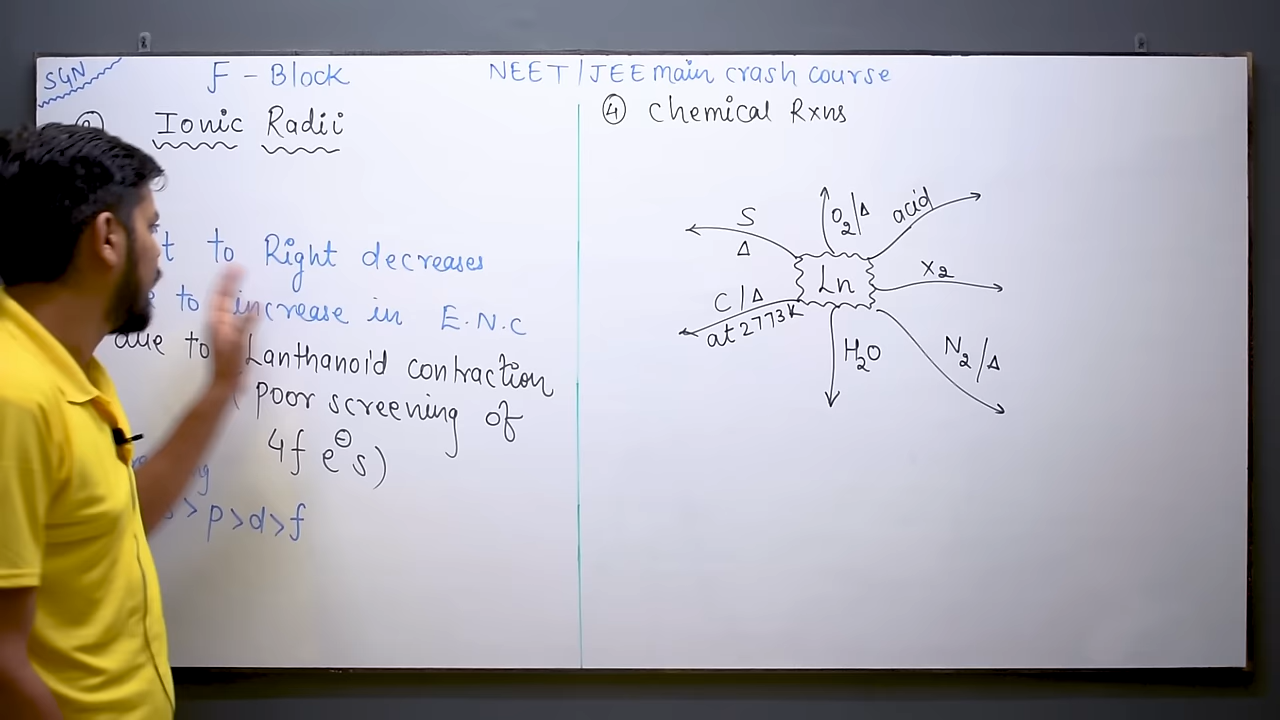 SGN
F - Block
NEET/JEE main crash course
Ionic Radii
to Right decreases
to increase in E.N.C
due to Lanthanoid contraction
(poor screening of
4f e⊖s)
>p>d>f
④ Chemical Rxns
S
Δ
O2/Δ
acid
Ln
X2
C/Δ
at 2773K
H2O
N2/Δ